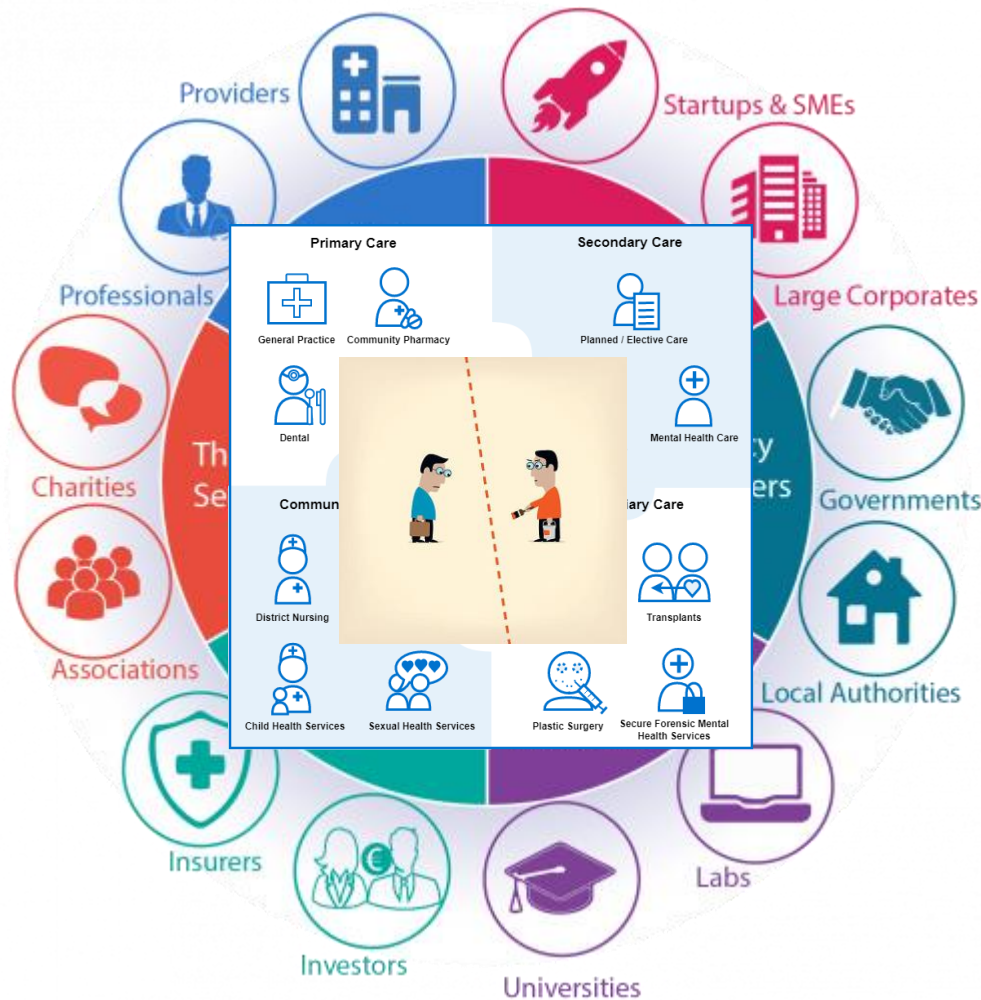 Providers
Startups & SMEs
Professionals
Large Corporates
Primary Care
Secondary Care
General Practice
Community Pharmacy
Planned / Elective Care
Dental
Mental Health Care
Charities
Governments
Care
District Nursing
Transplants
Associations
Local Authorities
Child Health Services
Sexual Health Services
Plastic Surgery
Secure Forensic Mental
Health Services
Insurers
Labs
Investors
Universities